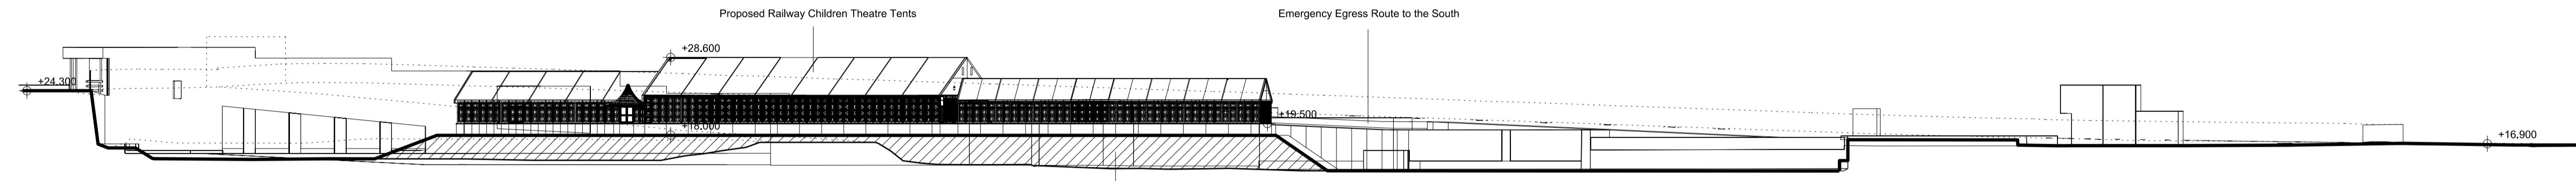 Proposed Railway Children Theatre Tents
Emergency Egress Route to the South
+28.600
+24.300
+18.000
+19.500
+16,900